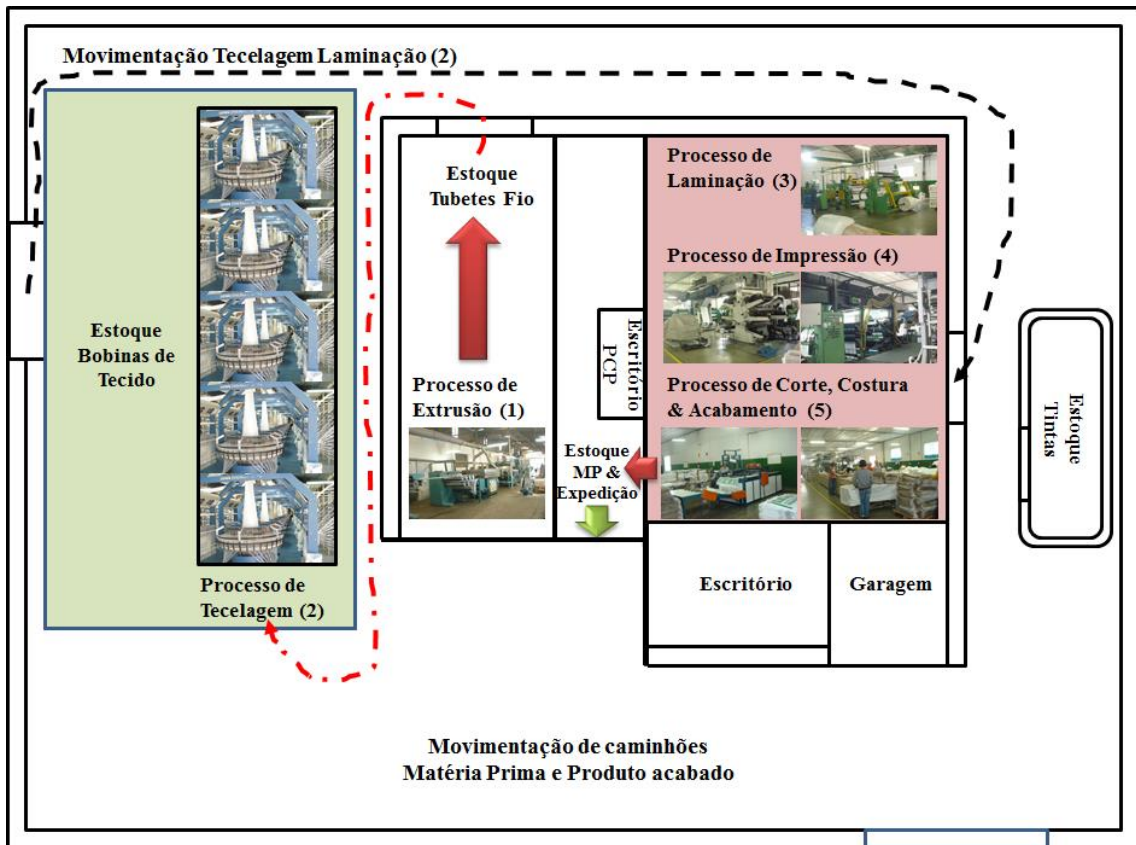 Movimentação Tecelagem Laminação (2)
Estoque
Bobinas de
Tecido
Processo de
Tecelagem (2)
Estoque
Tubetes Fio
Processo de
Extrusão (1)
Escritório
PCP
Estoque
MP &
Expedição
Processo de
Laminação (3)
Processo de Impressão (4)
Processo de Corte, Costura
& Acabamento (5)
Escritório
Garagem
Estoque
Tintas
Movimentação de caminhões
Matéria Prima e Produto acabado